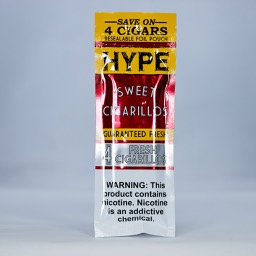 SAVE ON
4 CIGARS
RESEALABLE FOIL POUCH
HYPE
SWEET
CIGARILLOS
GUARANTEED FRESH
4 FRESH
CIGARILLOS
WARNING: This
product contains
nicotine. Nicotine
is an addictive
chemical.